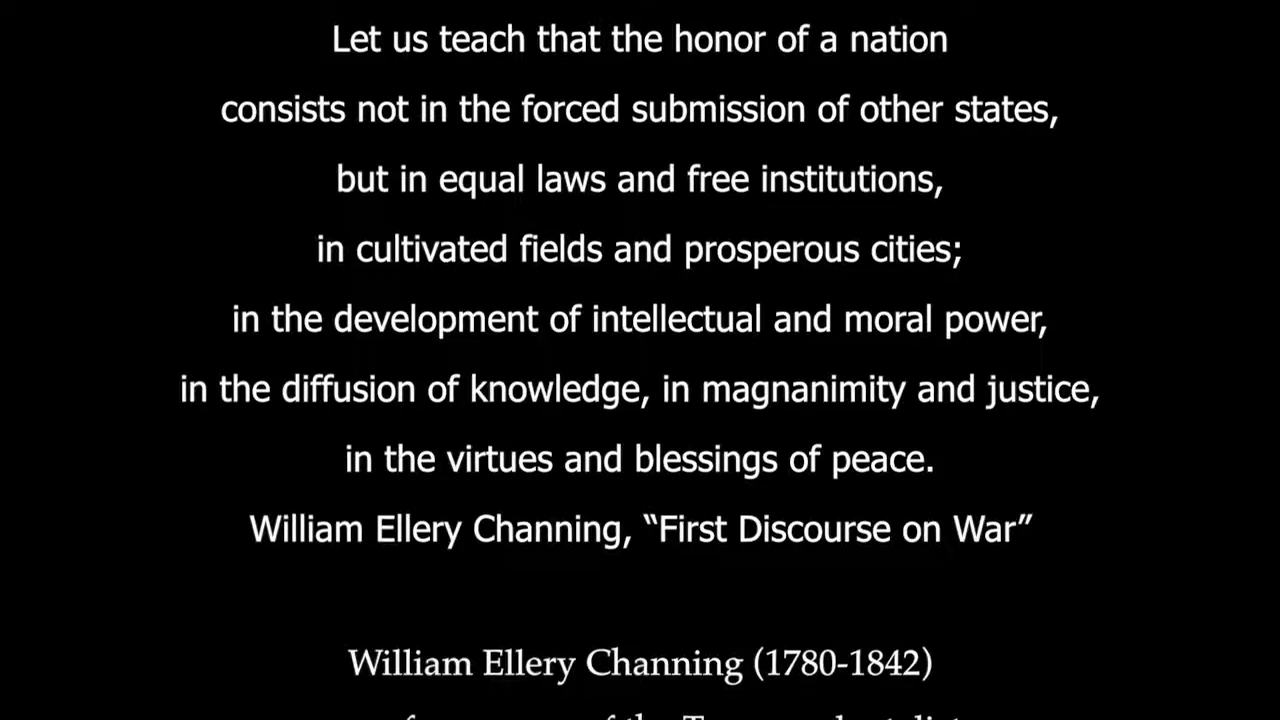 Let us teach that the honor of a nation
consists not in the forced submission of other states,
but in equal laws and free institutions,
in cultivated fields and prosperous cities;
in the development of intellectual and moral power,
in the diffusion of knowledge, in magnanimity and justice,
in the virtues and blessings of peace.
William Ellery Channing, “First Discourse on War”
William Ellery Channing (1780-1842)